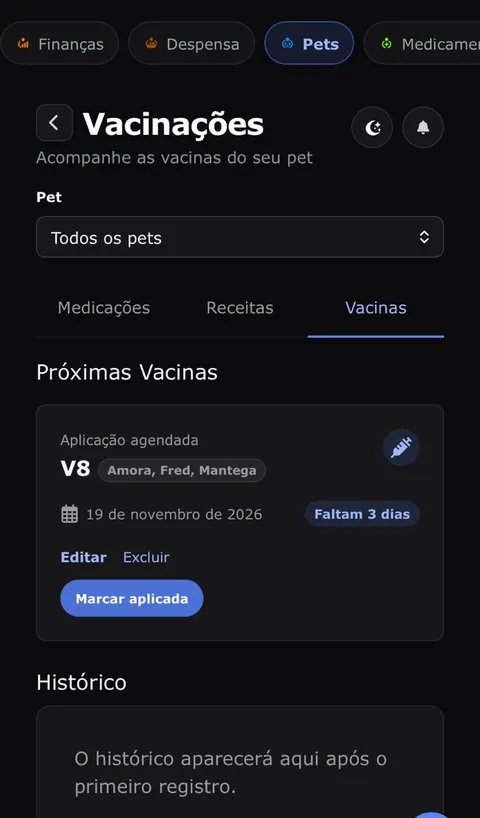 Finanças
Despensa
Pets
Medicamen
Vacinações
Acompanhe as vacinas do seu pet
Pet
Todos os pets
Medicações
Receitas
Vacinas
Próximas Vacinas
Aplicação agendada
V8
Amora, Fred, Mantega
19 de novembro de 2026
Faltam 3 dias
Editar
Excluir
Marcar aplicada
Histórico
O histórico aparecerá aqui após o
primeiro registro.